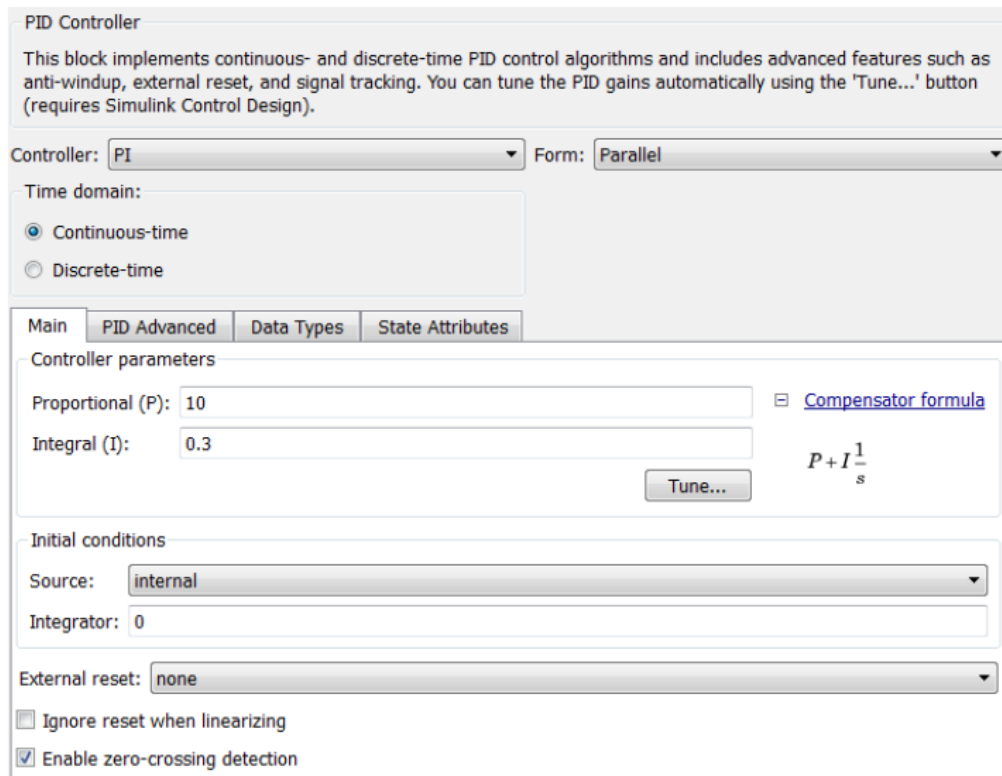 PID Controller
This block implements continuous- and discrete-time PID control algorithms and includes advanced features such as
anti-windup, external reset, and signal tracking. You can tune the PID gains automatically using the 'Tune...' button
(requires Simulink Control Design).
Controller: PI Form: Parallel
Time domain:
Continuous-time
Discrete-time
Main PID Advanced Data Types State Attributes
Controller parameters
Proportional (P): 10 Compensator formula
Integral (I): 0.3
P+I 1/s
Tune...
Initial conditions
Source: internal
Integrator: 0
External reset: none
Ignore reset when linearizing
Enable zero-crossing detection